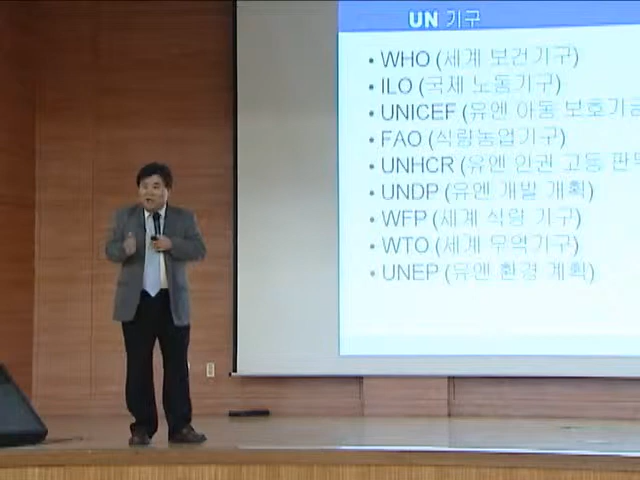 UN 기구
• WHO (세계 보건기구)
• ILO (국제 노동기구)
• UNICEF (유엔 아동 보호기금
• FAO (식량농업기구)
• UNHCR (유엔 인권 고등 판무
• UNDP (유엔 개발 계획)
• WFP (세계 식량 기구)
• WTO (세계 무역기구)
• UNEP (유엔 환경 계획)